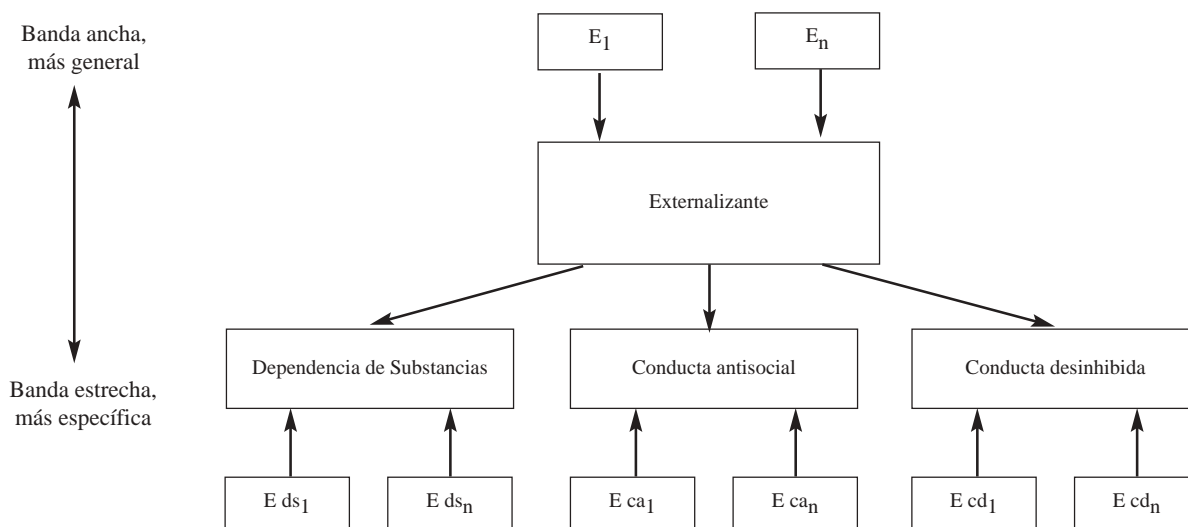 Banda ancha,
más general
E1
En
Externalizante
Dependencia de Substancias
Conducta antisocial
Conducta desinhibida
Banda estrecha,
más específica
E ds1
E dsn
E ca1
E can
E cd1
E cdn